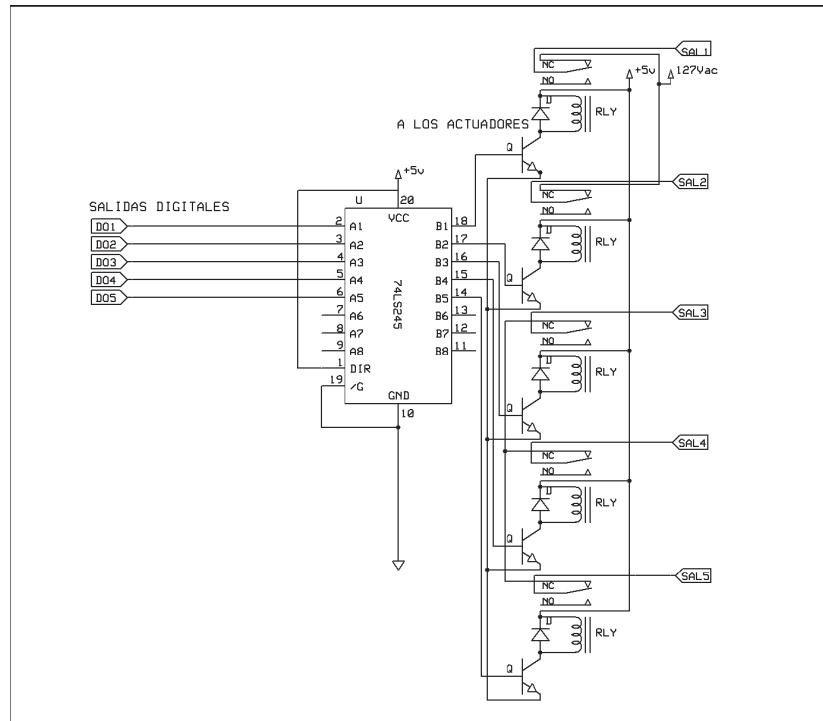 SAL1
NC
+5v
127Vac
NO
D
RLY
A LOS ACTUADORES
Q
+5v
SAL2
SALIDAS DIGITALES
U
20
NC
NO
VCC
DO1
2
A1
B1
18
D
RLY
DO2
3
A2
B2
17
DO3
4
A3
B3
16
DO4
5
A4
B4
15
Q
DO5
6
A5
B5
14
74LS245
7
A6
B6
13
SAL3
8
A7
B7
12
NC
9
A8
B8
11
NO
1
DIR
D
RLY
19
/G
GND
10
Q
SAL4
NC
NO
D
RLY
Q
SAL5
NC
NO
D
RLY
Q